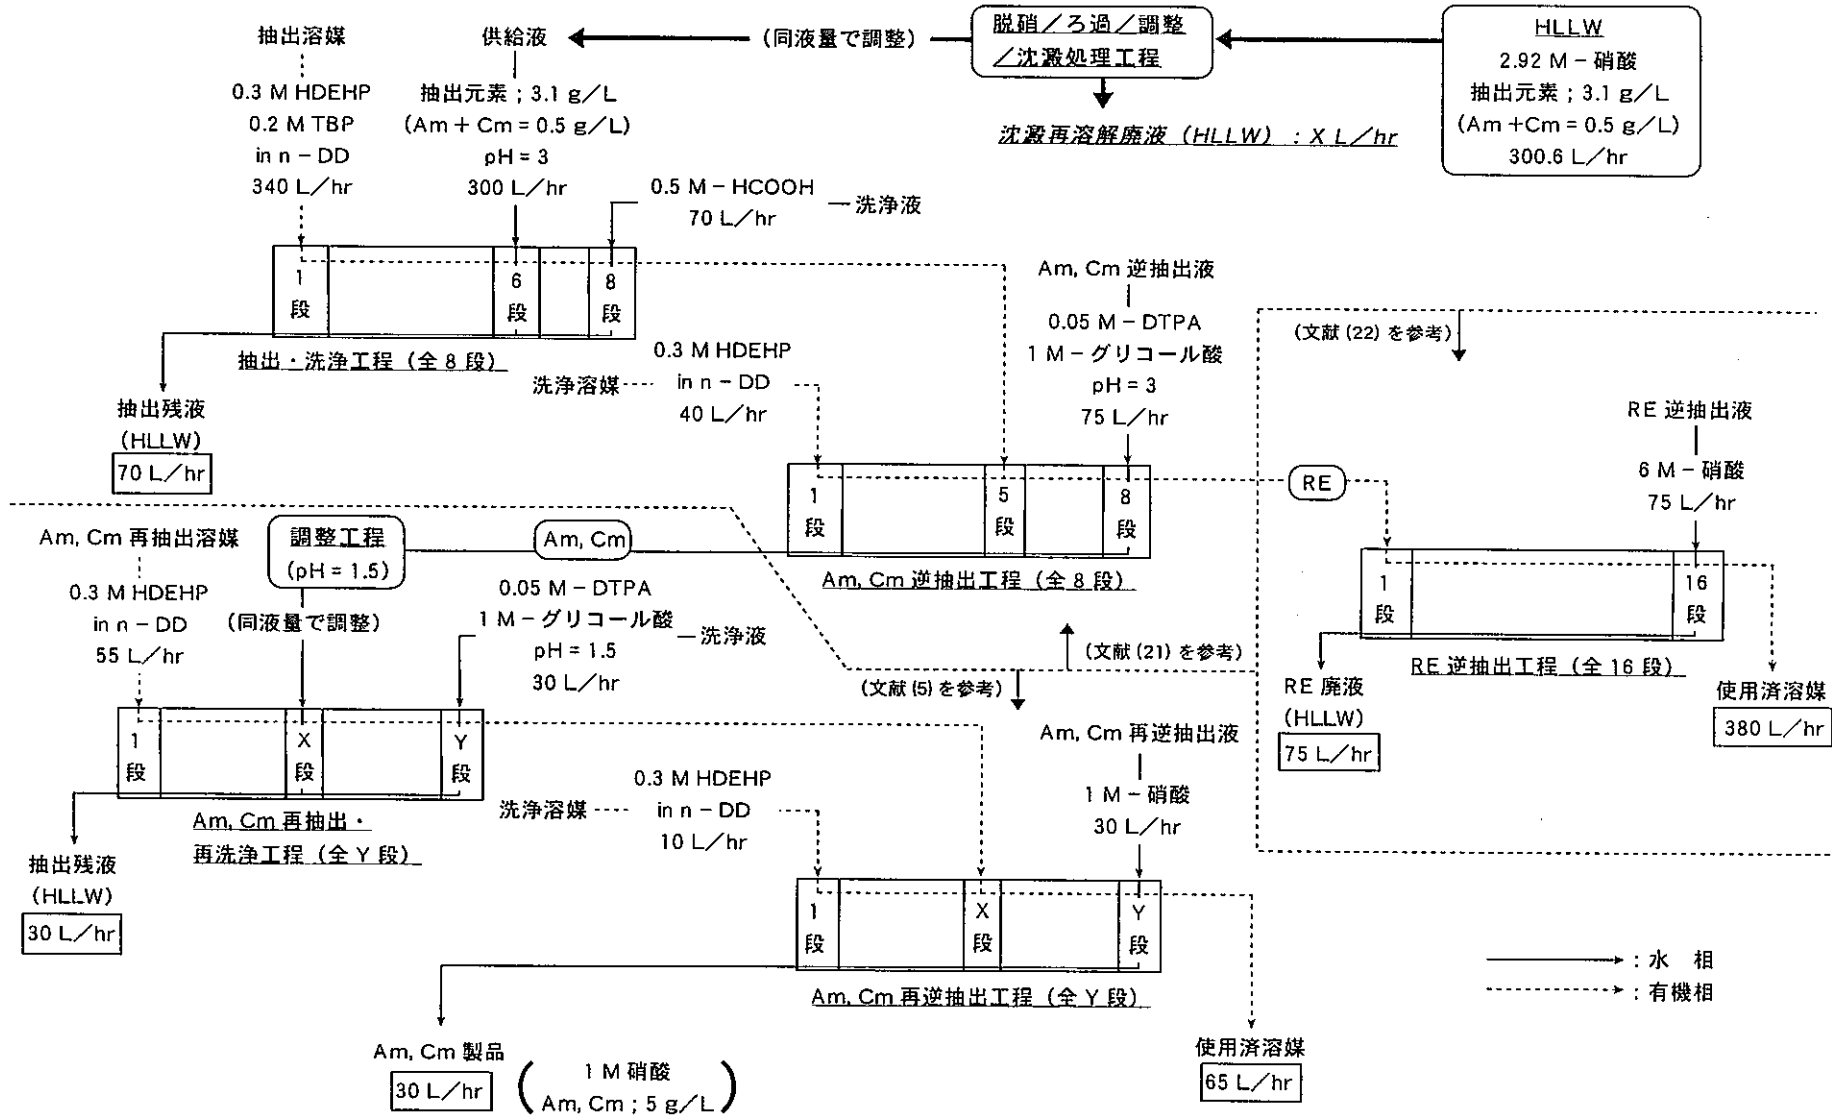 抽出溶媒
0.3 M HDEHP
0.2 M TBP
in n – DD
340 L/hr
供給液
抽出元素 ; 3.1 g/L
(Am + Cm = 0.5 g/L)
pH = 3
300 L/hr
(同液量で調整)
脱硝/ろ過/調整
/沈澱処理工程
沈澱再溶解廃液 (HLLW) : X L/hr
HLLW
2.92 M – 硝酸
抽出元素 ; 3.1 g/L
(Am +Cm = 0.5 g/L)
300.6 L/hr
0.5 M – HCOOH
70 L/hr
洗浄液
1
段
6
段
8
段
抽出・洗浄工程 (全 8 段)
抽出残液
(HLLW)
70 L/hr
洗浄溶媒
0.3 M HDEHP
in n – DD
40 L/hr
Am, Cm 逆抽出液
0.05 M – DTPA
1 M – グリコール酸
pH = 3
75 L/hr
1
段
5
段
8
段
Am, Cm 逆抽出工程 (全 8 段)
(文献 (22) を参考)
RE
RE 逆抽出液
6 M – 硝酸
75 L/hr
1
段
16
段
RE 逆抽出工程 (全 16 段)
RE 廃液
(HLLW)
75 L/hr
使用済溶媒
380 L/hr
(文献 (21) を参考)
(文献 (5) を参考)
Am, Cm 再抽出溶媒
0.3 M HDEHP
in n – DD
55 L/hr
調整工程
(pH = 1.5)
(同液量で調整)
Am, Cm
0.05 M – DTPA
1 M – グリコール酸
pH = 1.5
30 L/hr
洗浄液
1
段
X
段
Y
段
Am, Cm 再抽出・
再洗浄工程 (全 Y 段)
抽出残液
(HLLW)
30 L/hr
洗浄溶媒
0.3 M HDEHP
in n – DD
10 L/hr
Am, Cm 再逆抽出液
1 M – 硝酸
30 L/hr
1
段
X
段
Y
段
Am, Cm 再逆抽出工程 (全 Y 段)
Am, Cm 製品
30 L/hr
1 M 硝酸
Am, Cm ; 5 g/L
使用済溶媒
65 L/hr
: 水 相
: 有機相